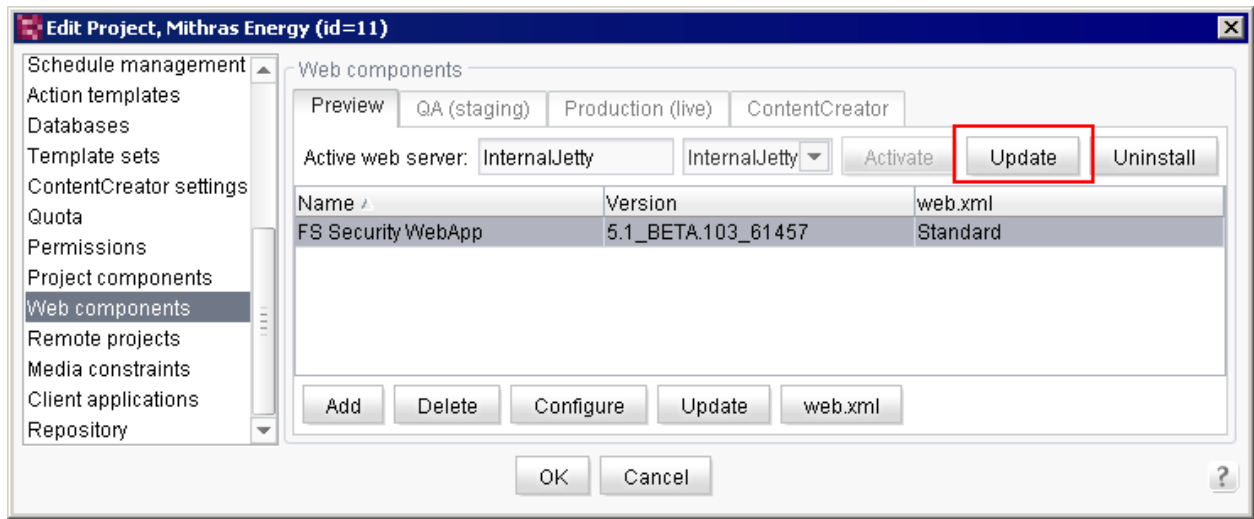 Edit Project, Mithras Energy (id=11)
Schedule management
Action templates
Databases
Template sets
ContentCreator settings
Quota
Permissions
Project components
Web components
Remote projects
Media constraints
Client applications
Repository
Web components
Preview QA (staging) Production (live) ContentCreator
Active web server: InternalJetty InternalJetty Activate Update Uninstall
Name Version web.xml
FS Security WebApp 5.1_BETA.103_61457 Standard
Add Delete Configure Update web.xml
OK Cancel ?